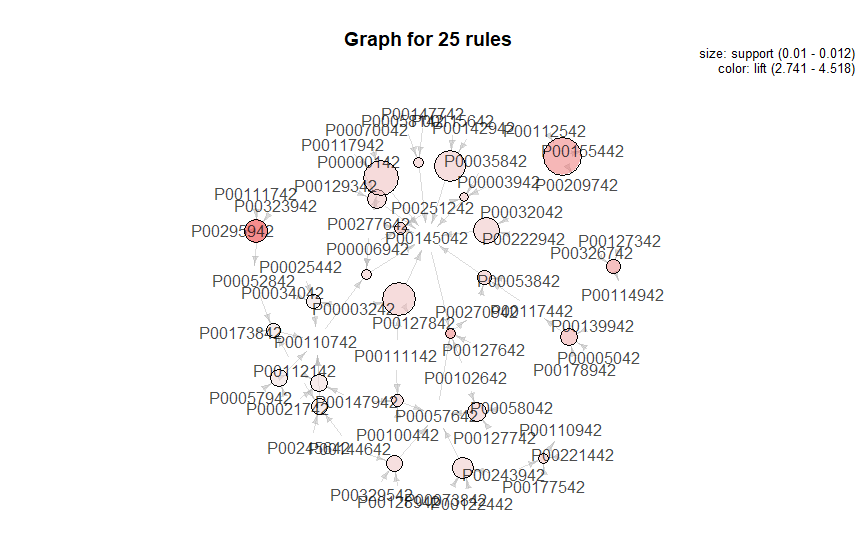 Graph for 25 rules
size: support (0.01 - 0.012)
color: lift (2.741 - 4.518)
P00147742
P00070042
P00142942
P00112542
P00117942
P00000142
P00035842
P00155442
P00129342
P00003942
P00209742
P00111742
P00323942
P00251242
P00032042
P00295942
P00277642
P00145042
P00222942
P00127342
P00006942
P00326742
P00025442
P00052842
P00053842
P00034042
P00114942
P00003242
P00117442
P00127842
P00173842
P00139942
P00110742
P00127642
P00111142
P00005042
P00112142
P00178942
P00102642
P00057942
P00147942
P00021742
P00058042
P00057642
P00100442
P00127742
P00110942
P00144642
P00221442
P00243942
P00177542
P00329542
P00122442